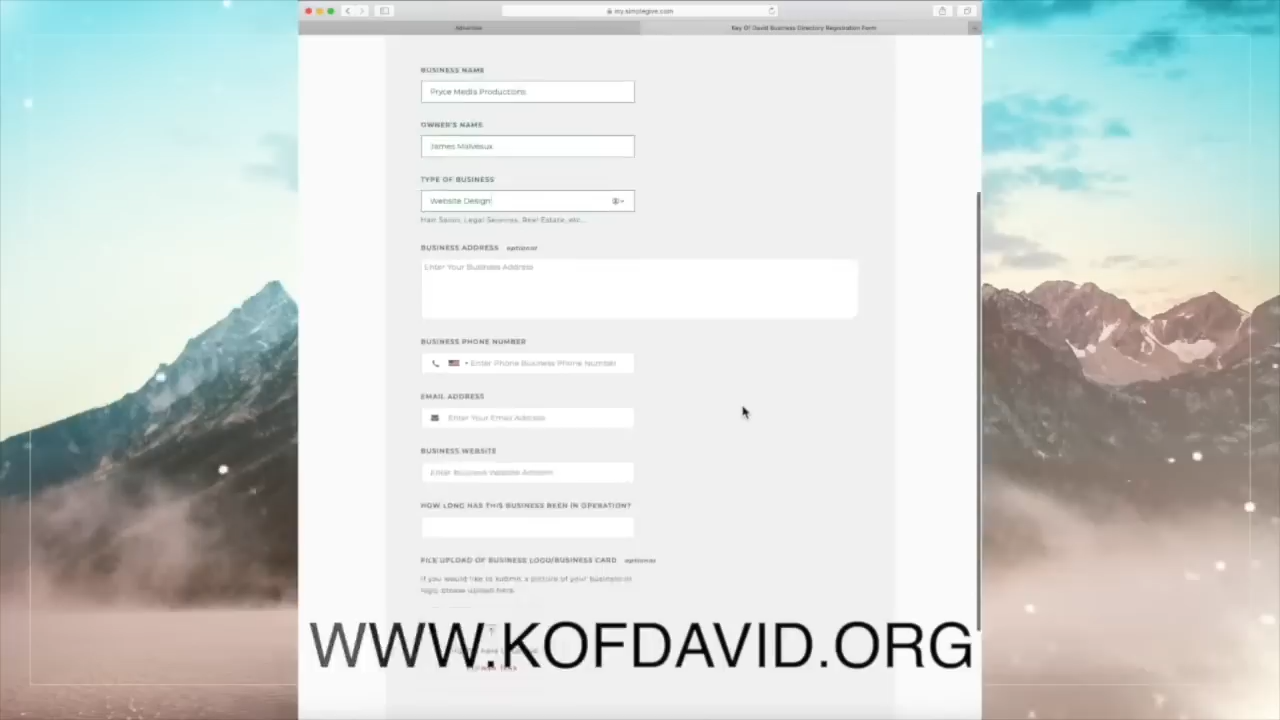 my.simplegive.com
Key Of David Business Directory Registration Form
BUSINESS NAME
Pryce Media Productions
OWNER'S NAME
James Malveaux
TYPE OF BUSINESS
Website Design
Hair Salon, Legal Services, Real Estate, etc...
BUSINESS ADDRESS optional
Enter Your Business Address
BUSINESS PHONE NUMBER
Enter Phone Business Phone Number
EMAIL ADDRESS
Enter Your Email Address
BUSINESS WEBSITE
Enter Business Website Address
HOW LONG HAS THIS BUSINESS BEEN IN OPERATION?
FILE UPLOAD OF BUSINESS LOGO/BUSINESS CARD optional
If you would like to submit a picture of your business or
logo, please upload here.
WWW.KOFDAVID.ORG